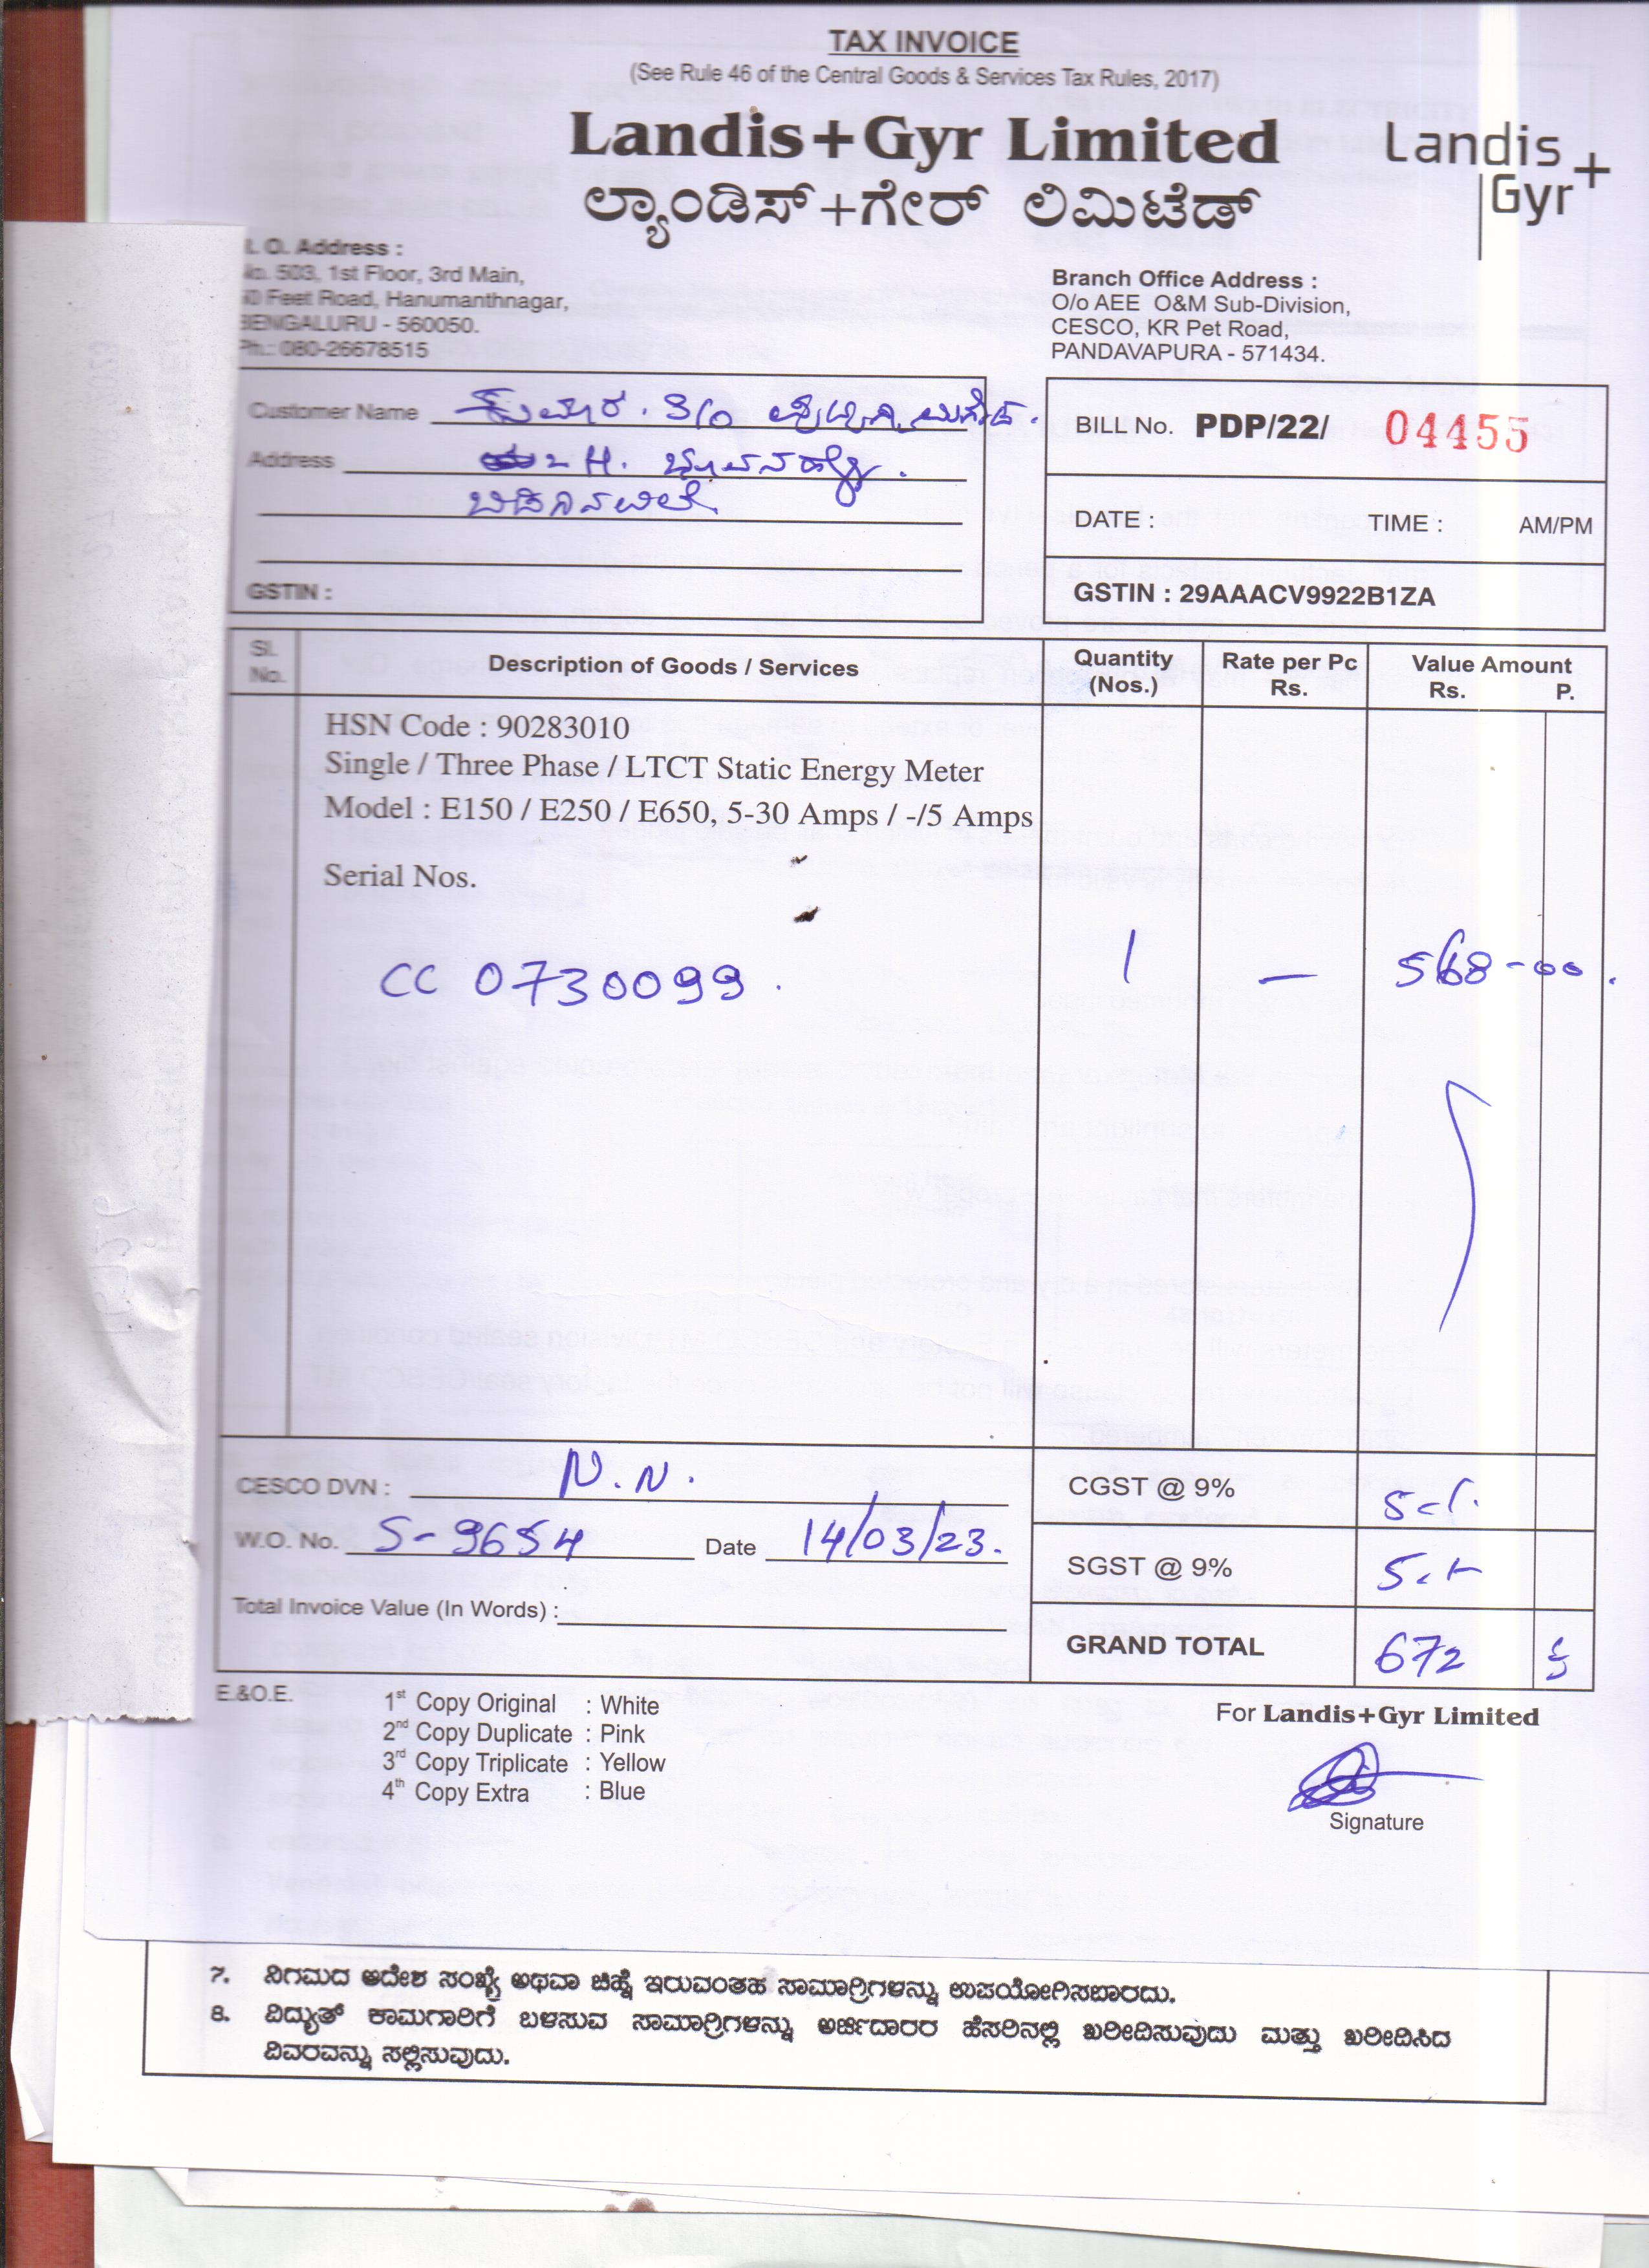 TAX INVOICE
(See Rule 46 of the Central Goods & Services Tax Rules, 2017)
Landis+Gyr Limited
ಲ್ಯಾಂಡಿಸ್+ಗೇರ್ ಲಿಮಿಟೆಡ್
Landis+
Gyr
. O. Address :
No. 503, 1st Floor, 3rd Main,
50 Feet Road, Hanumanthnagar,
BENGALURU - 560050.
Ph.: 080-26678515
Branch Office Address :
O/o AEE O&M Sub-Division,
CESCO, KR Pet Road,
PANDAVAPURA - 571434.
Customer Name ಕುಮಾರ. S/o
Address H.
GSTIN :
BILL No. PDP/22/ 04455
DATE : TIME : AM/PM
GSTIN : 29AAACV9922B1ZA
Sl. No. Description of Goods / Services Quantity (Nos.) Rate per Pc Rs. Value Amount Rs. P.
HSN Code : 90283010
Single / Three Phase / LTCT Static Energy Meter
Model : E150 / E250 / E650, 5-30 Amps / -/5 Amps
Serial Nos.
CC 0730099. 1 — 568-00.
CESCO DVN : N.N.
CGST @ 9%
W.O. No. S-9654 Date 14/03/23.
SGST @ 9%
Total Invoice Value (In Words) :
GRAND TOTAL 672
E.&O.E.
1st Copy Original : White
2nd Copy Duplicate : Pink
3rd Copy Triplicate : Yellow
4th Copy Extra : Blue
For Landis+Gyr Limited
Signature
7. ನಿಗಮದ ಆದೇಶ ಸಂಖ್ಯೆ ಅಥವಾ ಚಿಹ್ನೆ ಇರುವಂತಹ ಸಾಮಾಗ್ರಿಗಳನ್ನು ಉಪಯೋಗಿಸಬಾರದು.
8. ವಿದ್ಯುತ್ ಕಾಮಗಾರಿಗೆ ಬಳಸುವ ಸಾಮಾಗ್ರಿಗಳನ್ನು ಅರ್ಜಿದಾರರ ಹೆಸರಿನಲ್ಲಿ ಖರೀದಿಸುವುದು ಮತ್ತು ಖರೀದಿಸಿದ
ವಿವರವನ್ನು ಸಲ್ಲಿಸುವುದು.